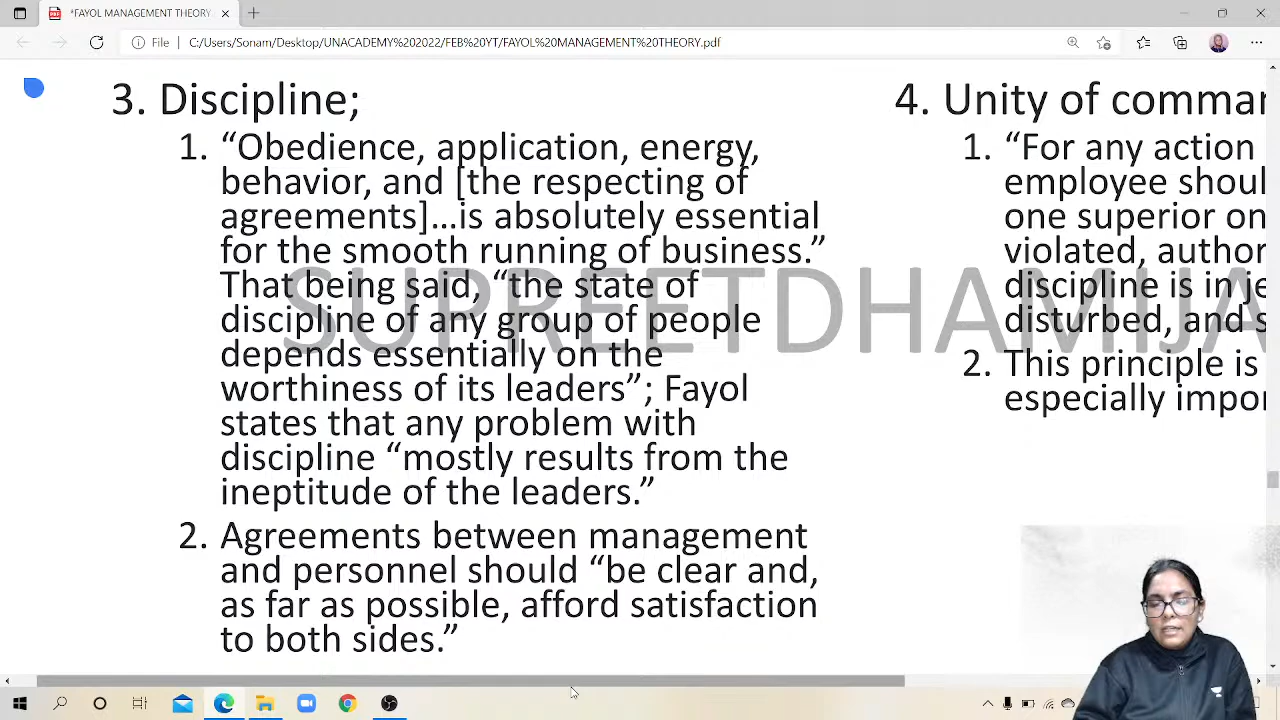 *FAYOL MANAGEMENT THEORY
File
C:/Users/Sonam/Desktop/UNACADEMY%202022/FEB%20YT/FAYOL%20MANAGEMENT%20THEORY.pdf
3. Discipline;
1. “Obedience, application, energy,
behavior, and [the respecting of
agreements]...is absolutely essential
for the smooth running of business.”
That being said, “the state of
discipline of any group of people
depends essentially on the
worthiness of its leaders”; Fayol
states that any problem with
discipline “mostly results from the
ineptitude of the leaders.”
2. Agreements between management
and personnel should “be clear and,
as far as possible, afford satisfaction
to both sides.”
4. Unity of comma
1. “For any action
employee shoul
one superior on
violated, author
discipline is in je
disturbed, and s
2. This principle is
especially impor
SUPREETDHAMIJA